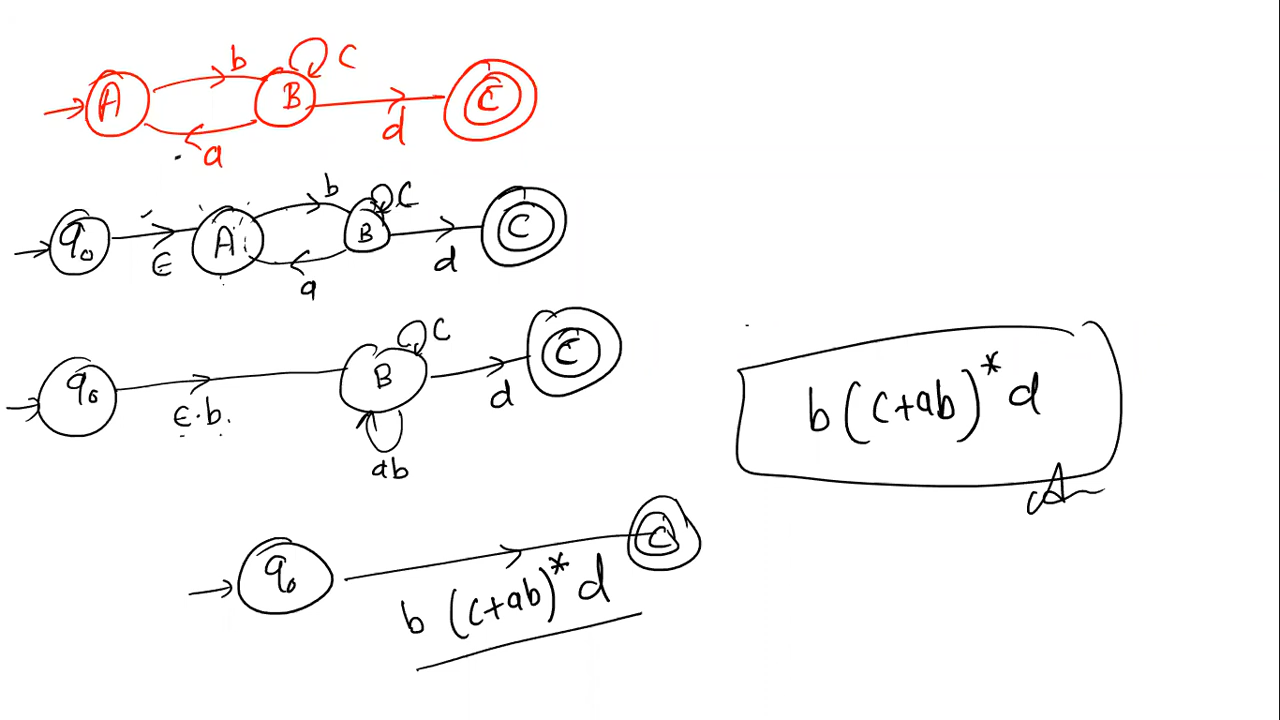 b C
A B C
a d
b C
q₀ A B C
ϵ d
a
C
q₀ B C
ϵ·b. d
ab
b(c+ab)*d
A
q₀ C
b(c+ab)*d